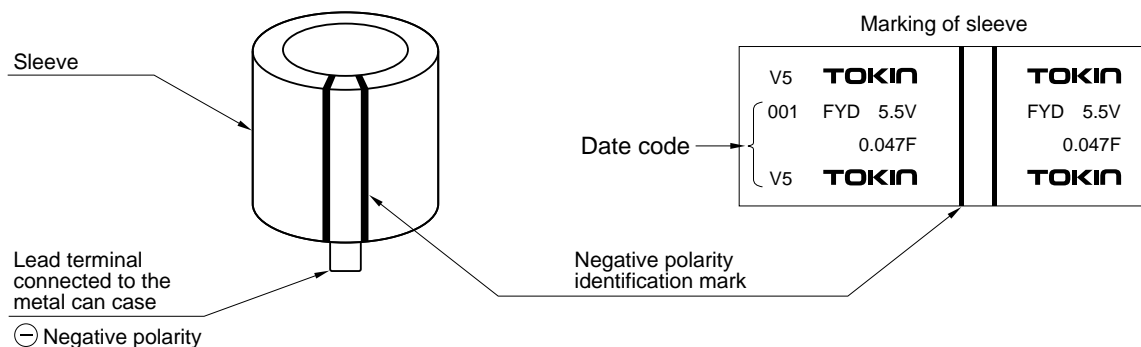 Marking of sleeve
Sleeve
V5 TOKIN TOKIN
001 FYD 5.5V FYD 5.5V
Date code
0.047F 0.047F
V5 TOKIN TOKIN
Lead terminal
connected to the
metal can case
⊖ Negative polarity
Negative polarity
identification mark